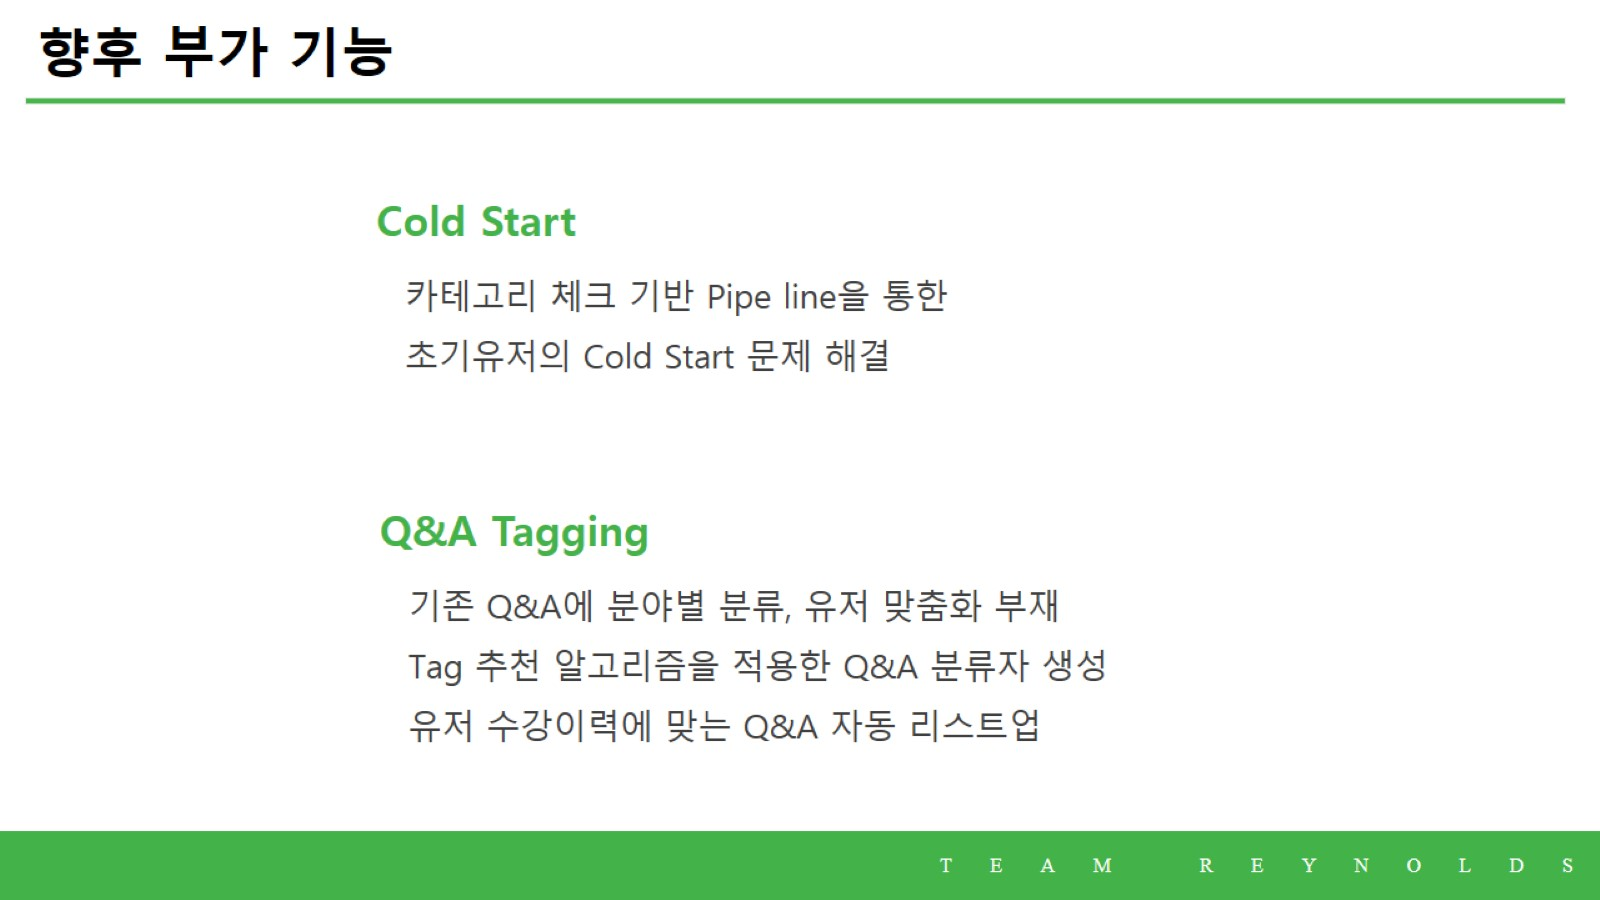 향후 부가 기능
Cold Start
카테고리 체크 기반 Pipe line을 통한
초기유저의 Cold Start 문제 해결
Q&A Tagging
기존 Q&A에 분야별 분류, 유저 맞춤화 부재
Tag 추천 알고리즘을 적용한 Q&A 분류자 생성
유저 수강이력에 맞는 Q&A 자동 리스트업
TEAM REYNOLDS